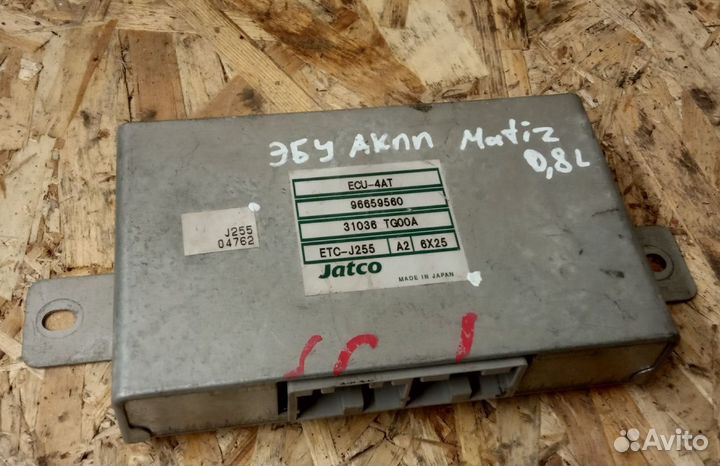 ЭБУ АКПП Matiz
0,8L
ECU-4AT
96659560
31036 TG00A
ETC-J255 A2 6X25
Jatco
MADE IN JAPAN
J255
04762
Avito